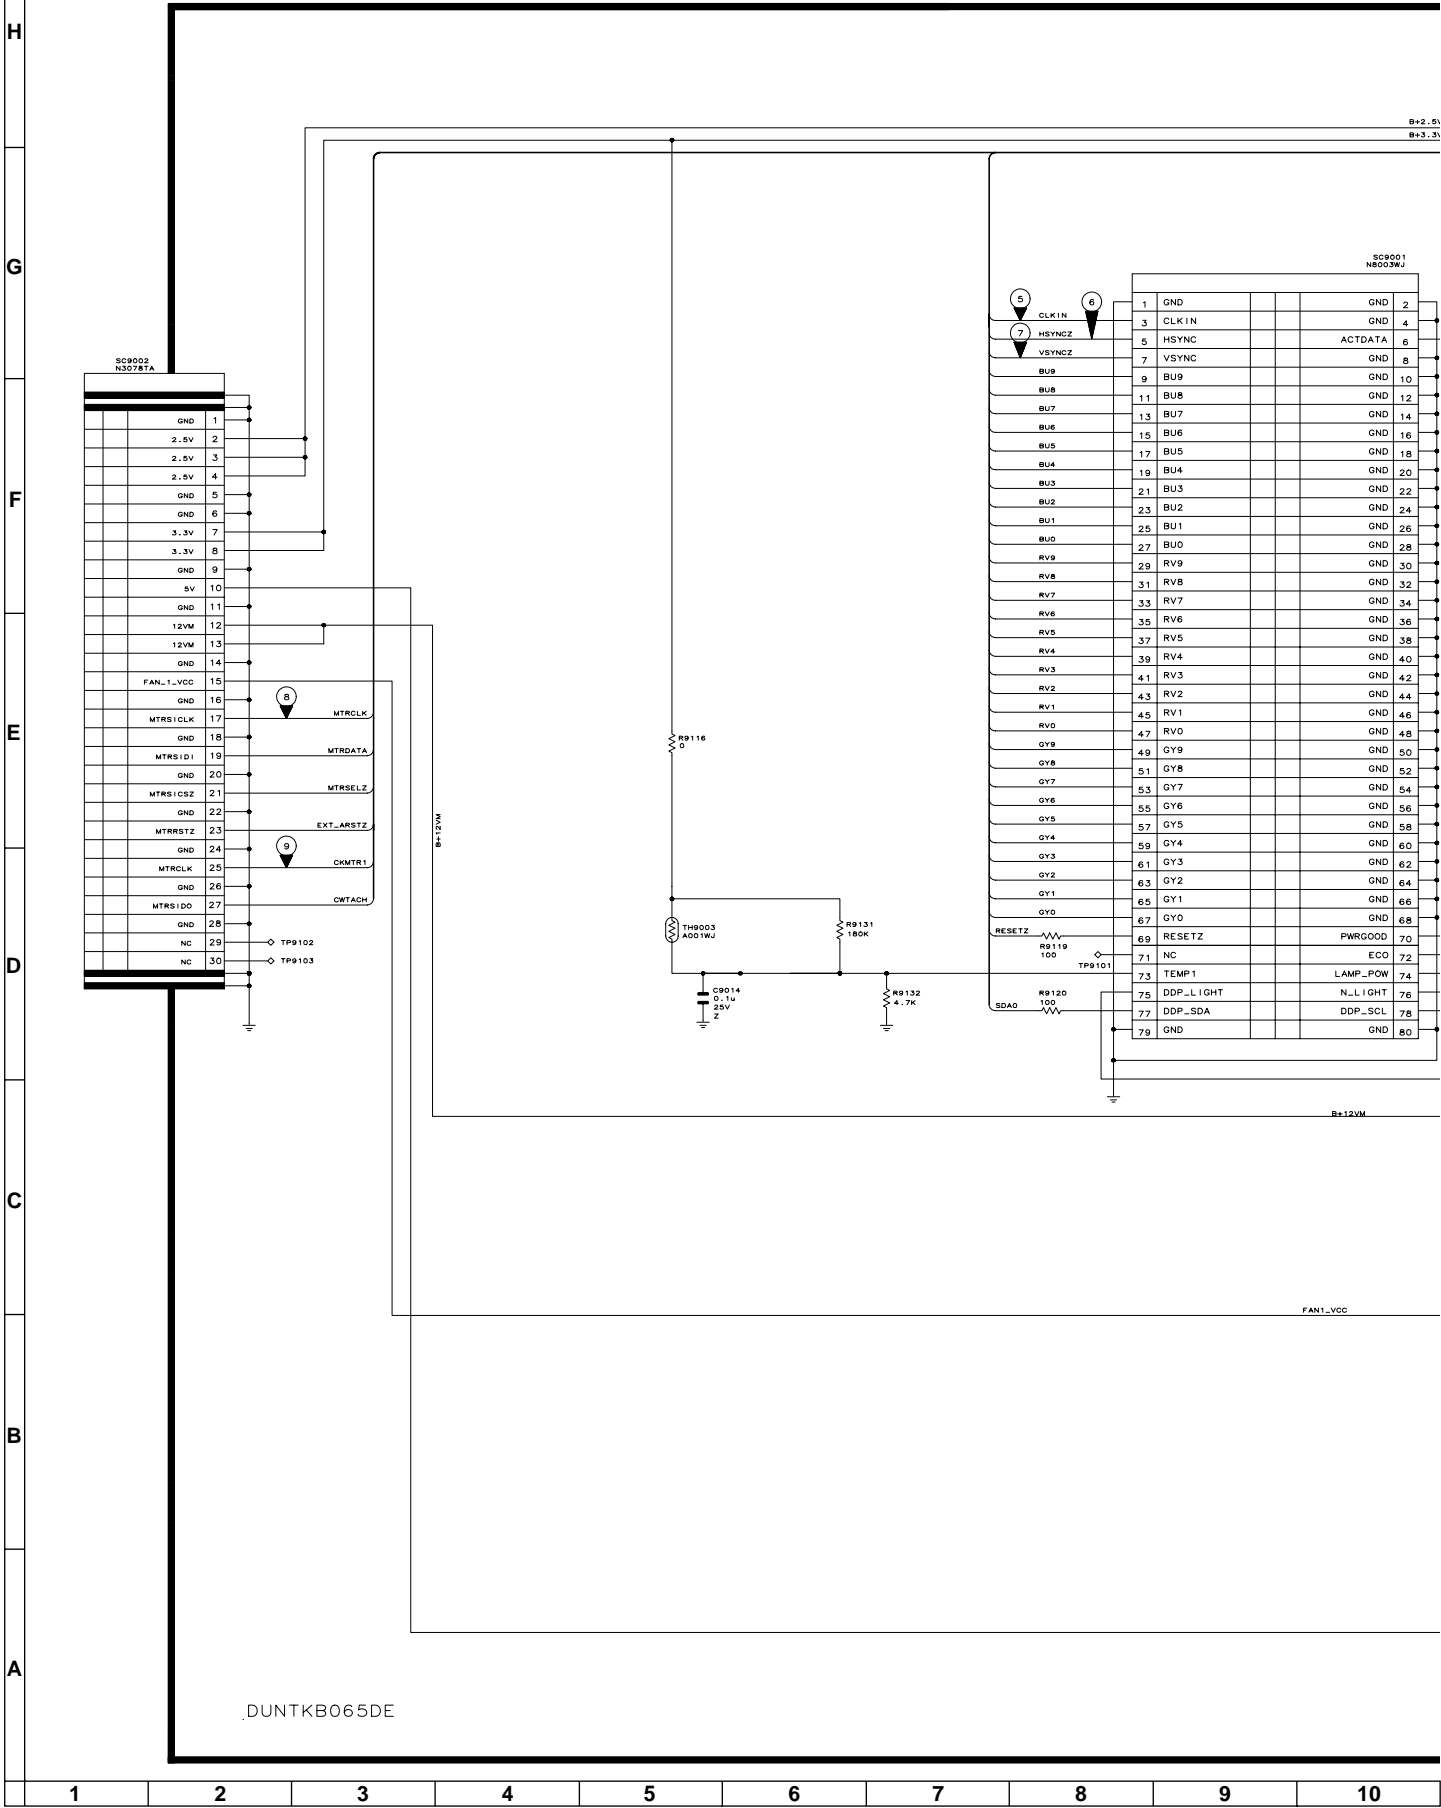 H
B+2.5V
B+3.3V
G
SC9001
N8003WJ
5
6
7
CLKIN
HSYNCZ
VSYNCZ
BU9
BU8
BU7
BU6
BU5
BU4
BU3
BU2
BU1
BU0
RV9
RV8
RV7
RV6
RV5
RV4
RV3
RV2
RV1
RV0
GY9
GY8
GY7
GY6
GY5
GY4
GY3
GY2
GY1
GY0
RESETZ
R9119
100
TP9101
R9120
100
SDA0
1 GND GND 2
3 CLKIN GND 4
5 HSYNC ACTDATA 6
7 VSYNC GND 8
9 BU9 GND 10
11 BU8 GND 12
13 BU7 GND 14
15 BU6 GND 16
17 BU5 GND 18
19 BU4 GND 20
21 BU3 GND 22
23 BU2 GND 24
25 BU1 GND 26
27 BU0 GND 28
29 RV9 GND 30
31 RV8 GND 32
33 RV7 GND 34
35 RV6 GND 36
37 RV5 GND 38
39 RV4 GND 40
41 RV3 GND 42
43 RV2 GND 44
45 RV1 GND 46
47 RV0 GND 48
49 GY9 GND 50
51 GY8 GND 52
53 GY7 GND 54
55 GY6 GND 56
57 GY5 GND 58
59 GY4 GND 60
61 GY3 GND 62
63 GY2 GND 64
65 GY1 GND 66
67 GY0 GND 68
69 RESETZ PWRGOOD 70
71 NC ECO 72
73 TEMP1 LAMP_POW 74
75 DDP_LIGHT N_LIGHT 76
77 DDP_SDA DDP_SCL 78
79 GND GND 80
SC9002
N3078TA
F
GND 1
2.5V 2
2.5V 3
2.5V 4
GND 5
GND 6
3.3V 7
3.3V 8
GND 9
5V 10
GND 11
12VM 12
12VM 13
GND 14
FAN_1_VCC 15
GND 16
MTRSICLK 17
GND 18
MTRSIDI 19
GND 20
MTRSICSZ 21
GND 22
MTRRSTZ 23
GND 24
MTRCLK 25
GND 26
MTRSIDO 27
GND 28
NC 29
NC 30
E
8
MTRCLK
MTRDATA
MTRSELZ
EXT_ARSTZ
9
CKMTR1
CWTACH
TP9102
TP9103
B+12VM
R9116
0
D
TH9003
A001WJ
R9131
180K
C9014
0.1u
25V
Z
R9132
4.7K
B+12VM
C
FAN1_VCC
B
A
DUNTKB065DE
1 2 3 4 5 6 7 8 9 10